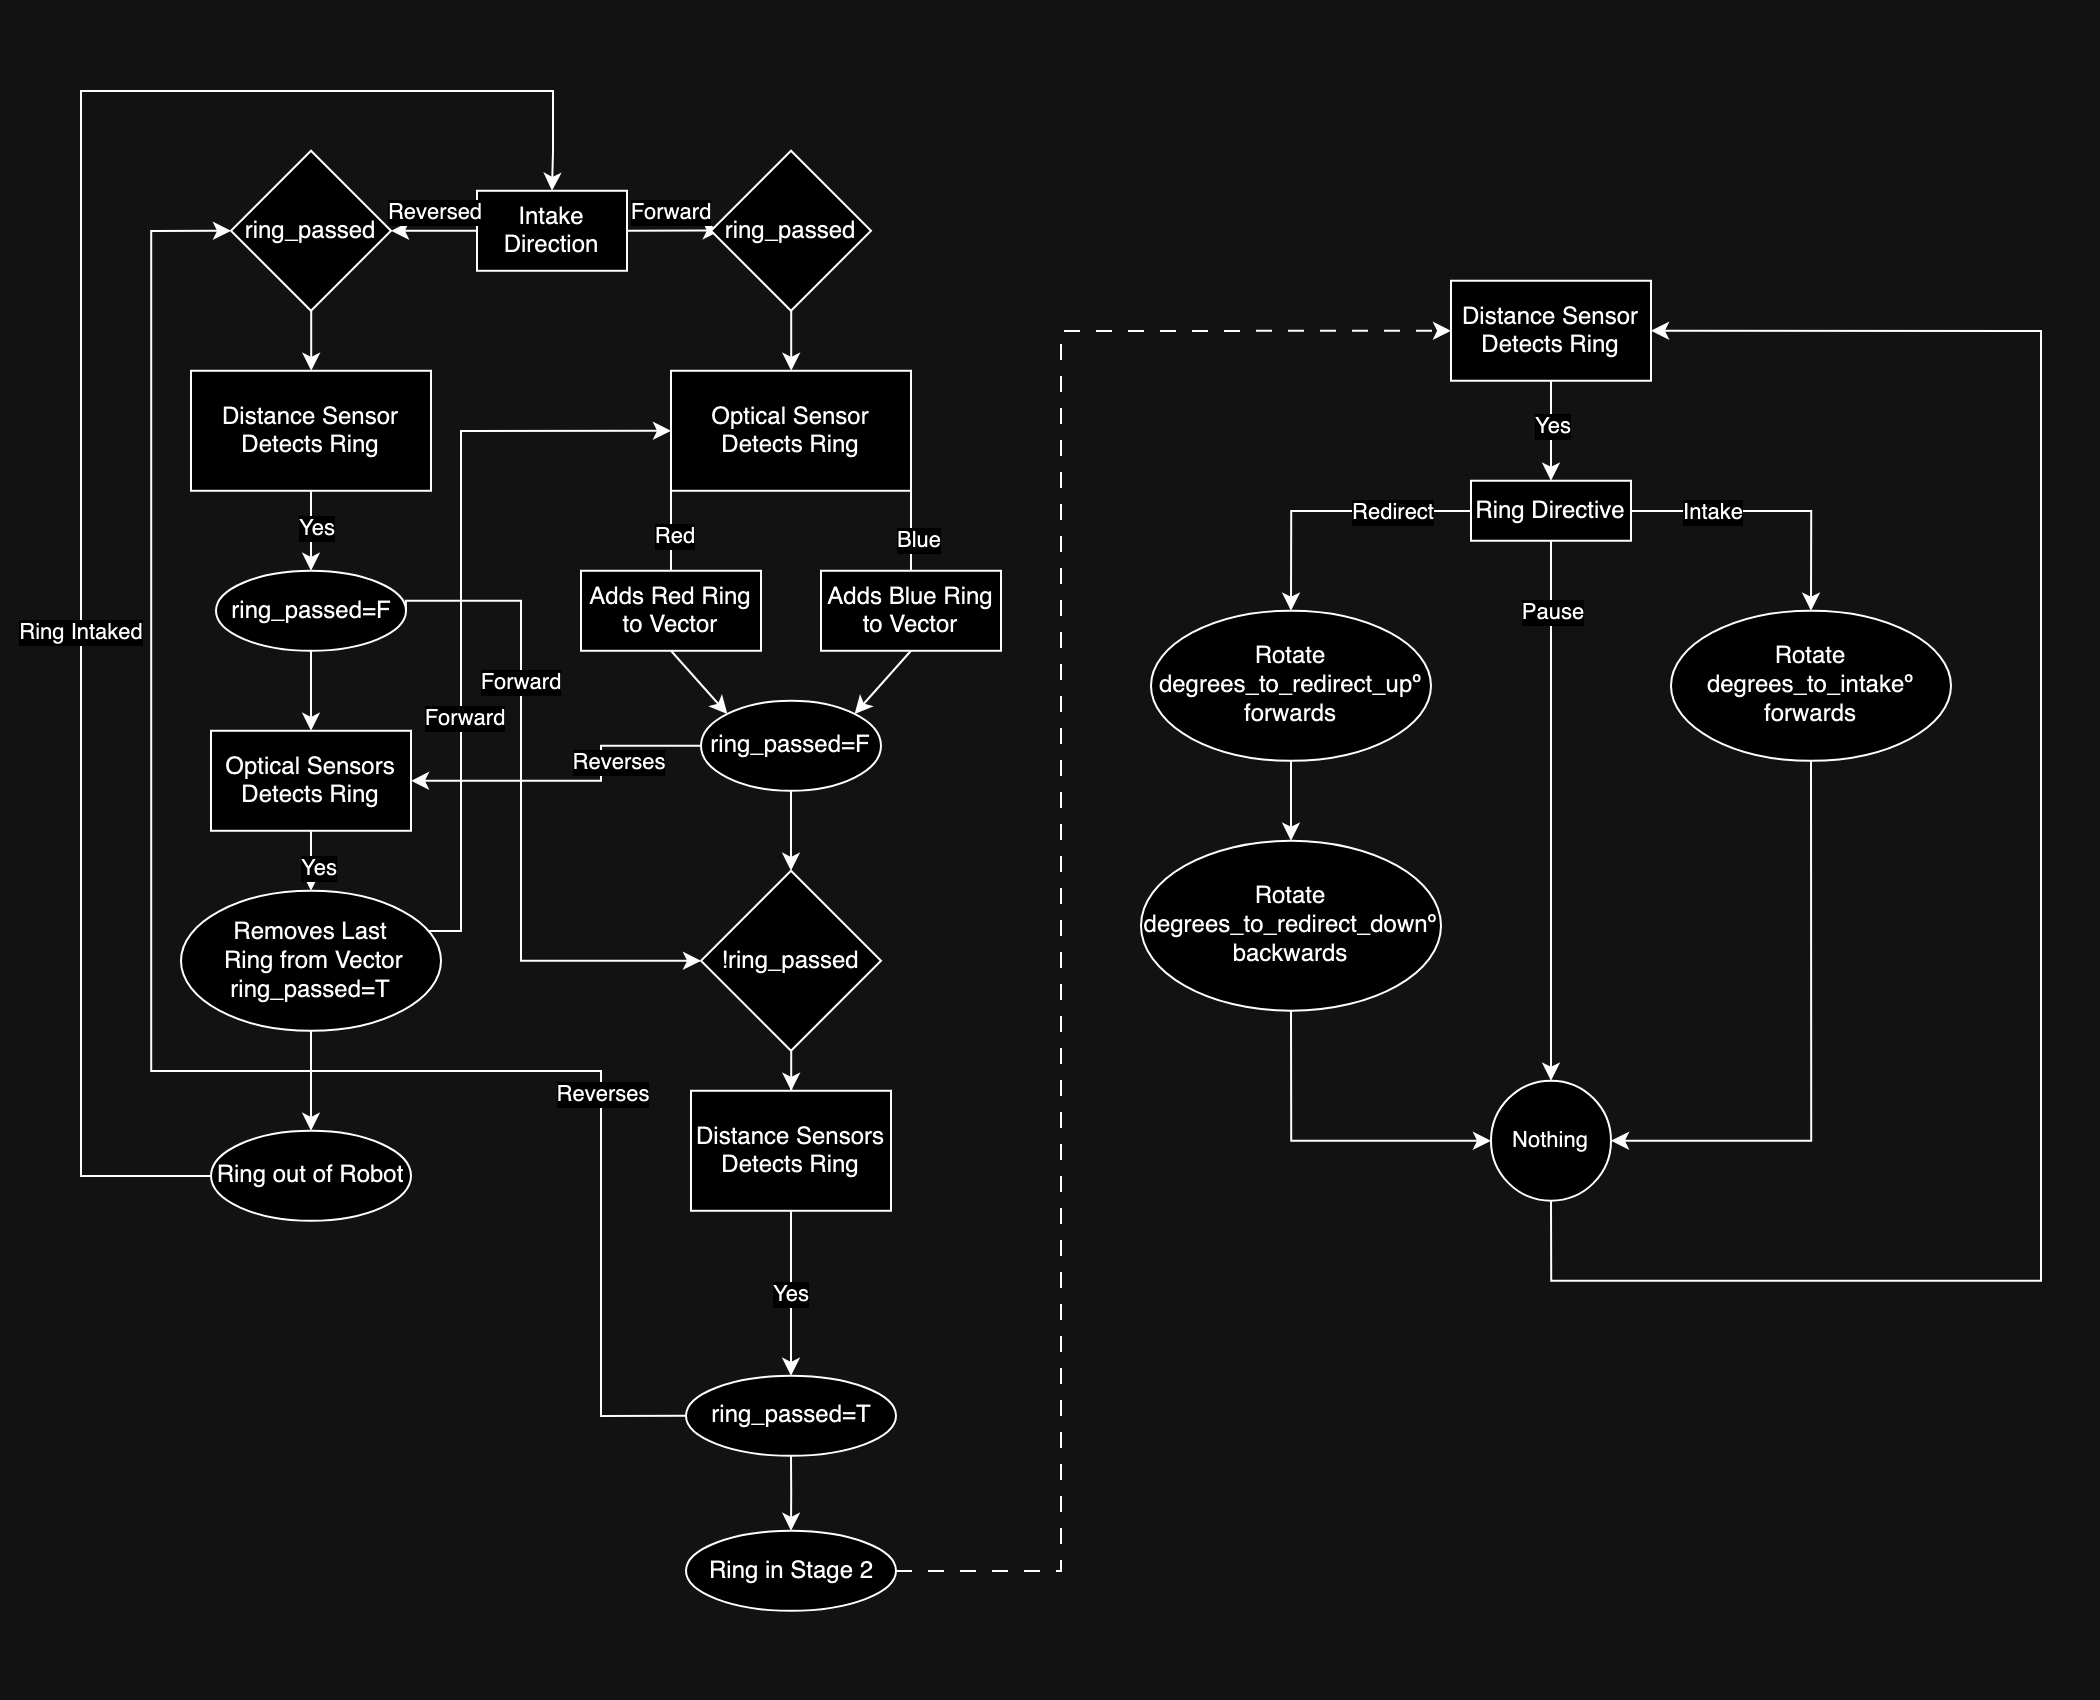 Reversed
Intake
Direction
Forward
ring_passed
ring_passed
Distance Sensor
Detects Ring
Optical Sensor
Detects Ring
Yes
Red
Blue
ring_passed=F
Adds Red Ring
to Vector
Adds Blue Ring
to Vector
Ring Intaked
Forward
Forward
ring_passed=F
Reverses
Optical Sensors
Detects Ring
Yes
Removes Last
Ring from Vector
ring_passed=T
!ring_passed
Reverses
Distance Sensors
Detects Ring
Ring out of Robot
Yes
ring_passed=T
Ring in Stage 2
Distance Sensor
Detects Ring
Yes
Redirect
Ring Directive
Intake
Pause
Rotate
degrees_to_redirect_up°
forwards
Rotate
degrees_to_intake°
forwards
Rotate
degrees_to_redirect_down°
backwards
Nothing